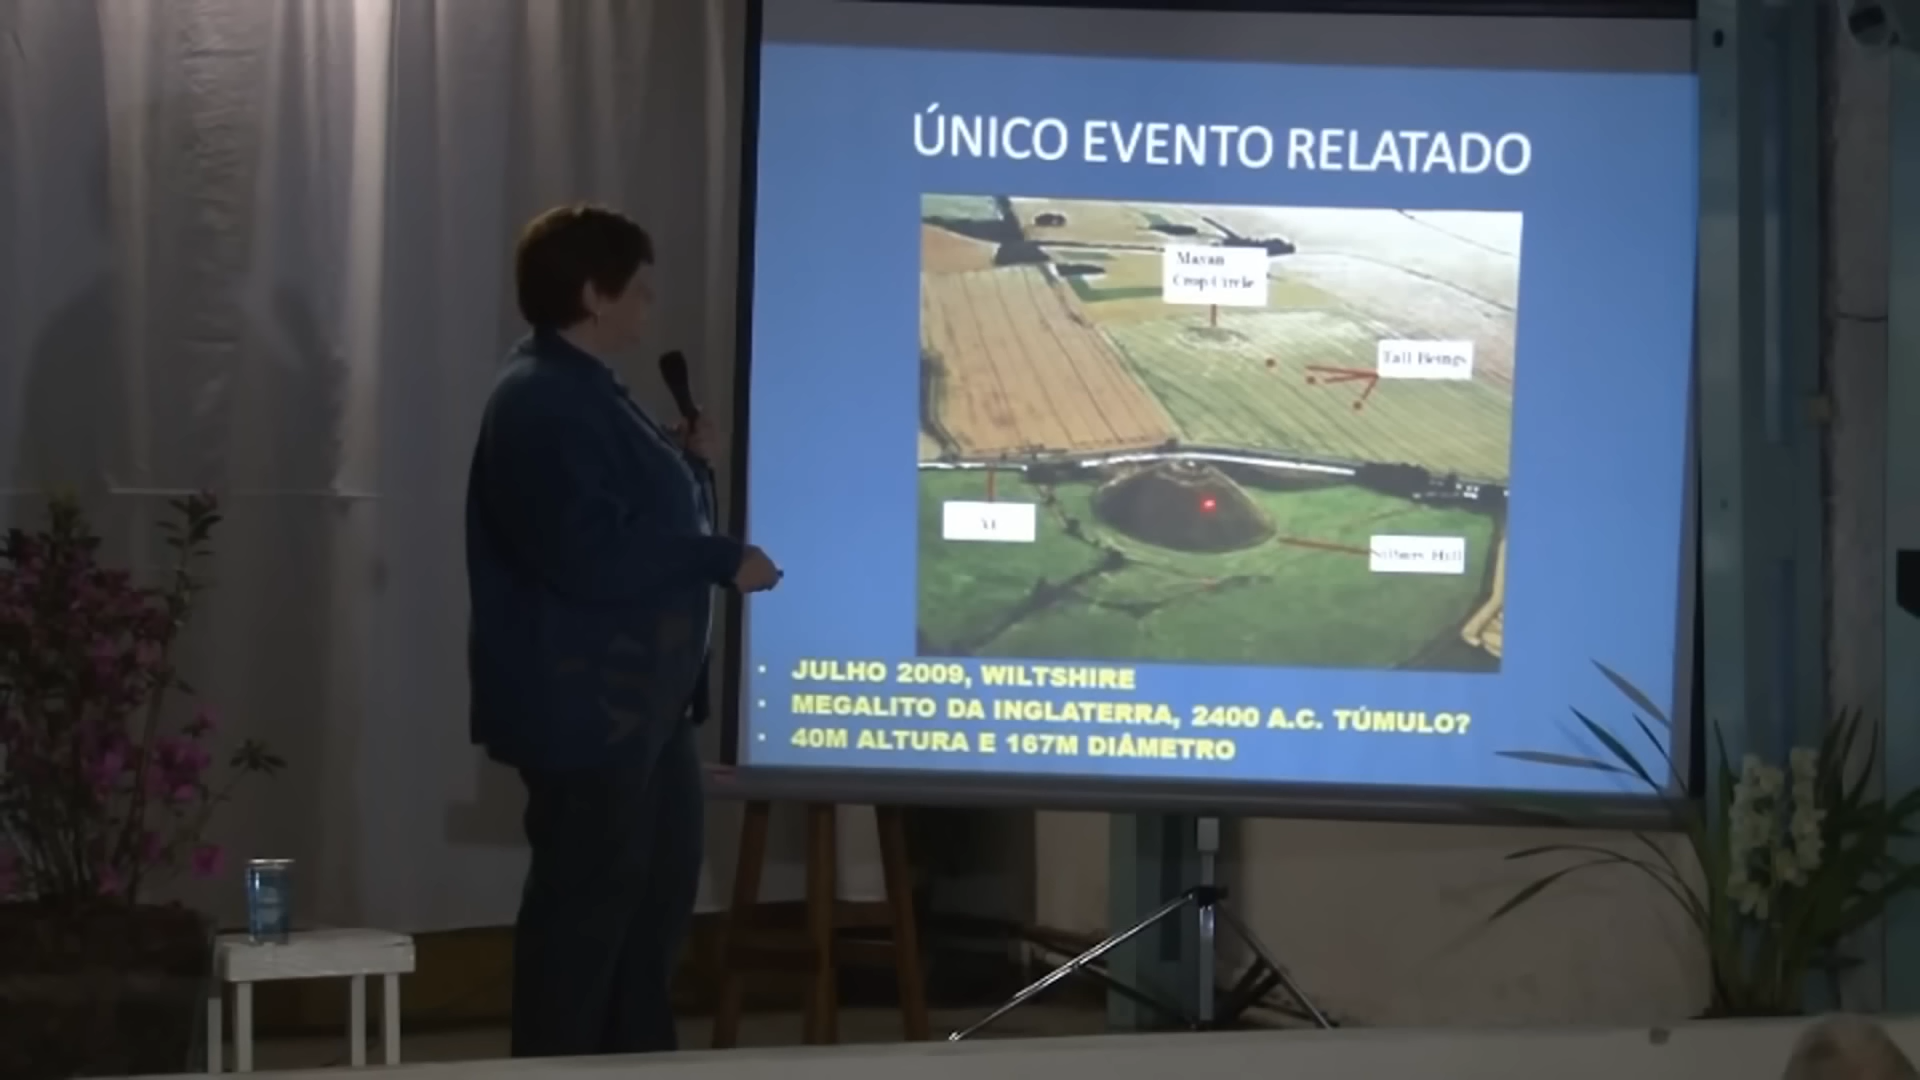 ÚNICO EVENTO RELATADO
Mayan
Crop Circle
Tall Beings
Hill
• JULHO 2009, WILTSHIRE
• MEGALITO DA INGLATERRA, 2400 A.C. TÚMULO?
• 40M ALTURA E 167M DIÂMETRO